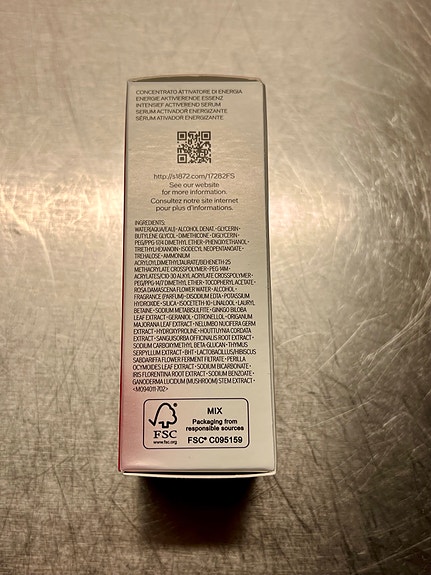 CONCENTRATO ATTIVATORE DI ENERGIA
ENERGIE AKTIVIERENDE ESSENZ
INTENSIEF ACTIVEREND SERUM
SERUM ACTIVADOR ENERGIZANTE
SÉRUM ATIVADOR ENERGIZANTE
http://s1872.com/17282FS
See our website
for more information.
Consultez notre site internet
pour plus d'informations.
INGREDIENTS:
WATER(AQUA/EAU)･ALCOHOL DENAT.･GLYCERIN･
BUTYLENE GLYCOL･DIMETHICONE･DIGLYCERIN･
PEG/PPG-17/4 DIMETHYL ETHER･PHENOXYETHANOL･
TRIETHYLHEXANOIN･ISODECYL NEOPENTANOATE･
TREHALOSE･AMMONIUM
ACRYLOYLDIMETHYLTAURATE/BEHENETH-25
METHACRYLATE CROSSPOLYMER･PEG-14M･
ACRYLATES/C10-30 ALKYL ACRYLATE CROSSPOLYMER･
PEG/PPG-14/7 DIMETHYL ETHER･TOCOPHERYL ACETATE･
ROSA DAMASCENA FLOWER WATER･ALCOHOL･
FRAGRANCE (PARFUM)･DISODIUM EDTA･POTASSIUM
HYDROXIDE･SILICA･ISOCETETH-10･LINALOOL･LAURYL
BETAINE･SODIUM METABISULFITE･GINKGO BILOBA
LEAF EXTRACT･GERANIOL･CITRONELLOL･ORIGANUM
MAJORANA LEAF EXTRACT･NELUMBO NUCIFERA GERM
EXTRACT･HYDROXYPROLINE･HOUTTUYNIA CORDATA
EXTRACT･SANGUISORBA OFFICINALIS ROOT EXTRACT･
SODIUM CARBOXYMETHYL BETA-GLUCAN･THYMUS
SERPYLLUM EXTRACT･BHT･LACTOBACILLUS/HIBISCUS
SABDARIFFA FLOWER FERMENT FILTRATE･PERILLA
OCYMOIDES LEAF EXTRACT･SODIUM BICARBONATE･
IRIS FLORENTINA ROOT EXTRACT･SODIUM BENZOATE･
GANODERMA LUCIDUM (MUSHROOM) STEM EXTRACT･
<M094011-702>
FSC
www.fsc.org
MIX
Packaging from
responsible sources
FSC® C095159